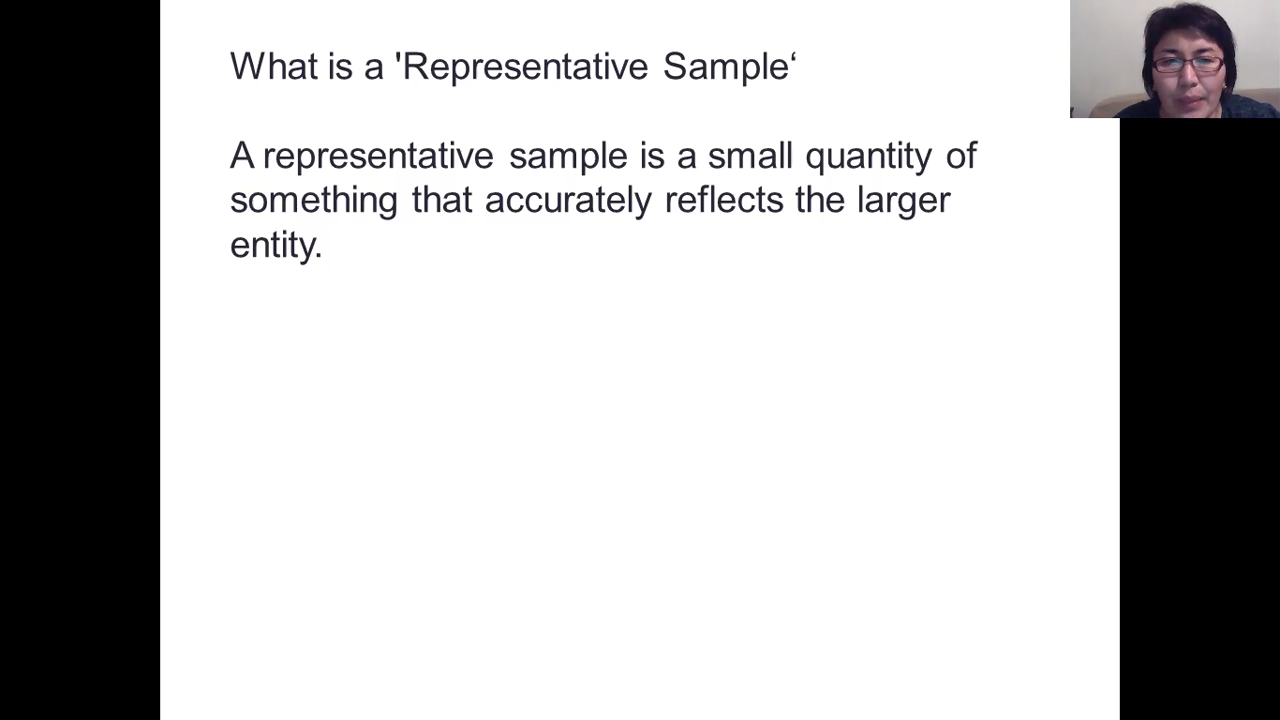 What is a 'Representative Sample‘
A representative sample is a small quantity of
something that accurately reflects the larger
entity.